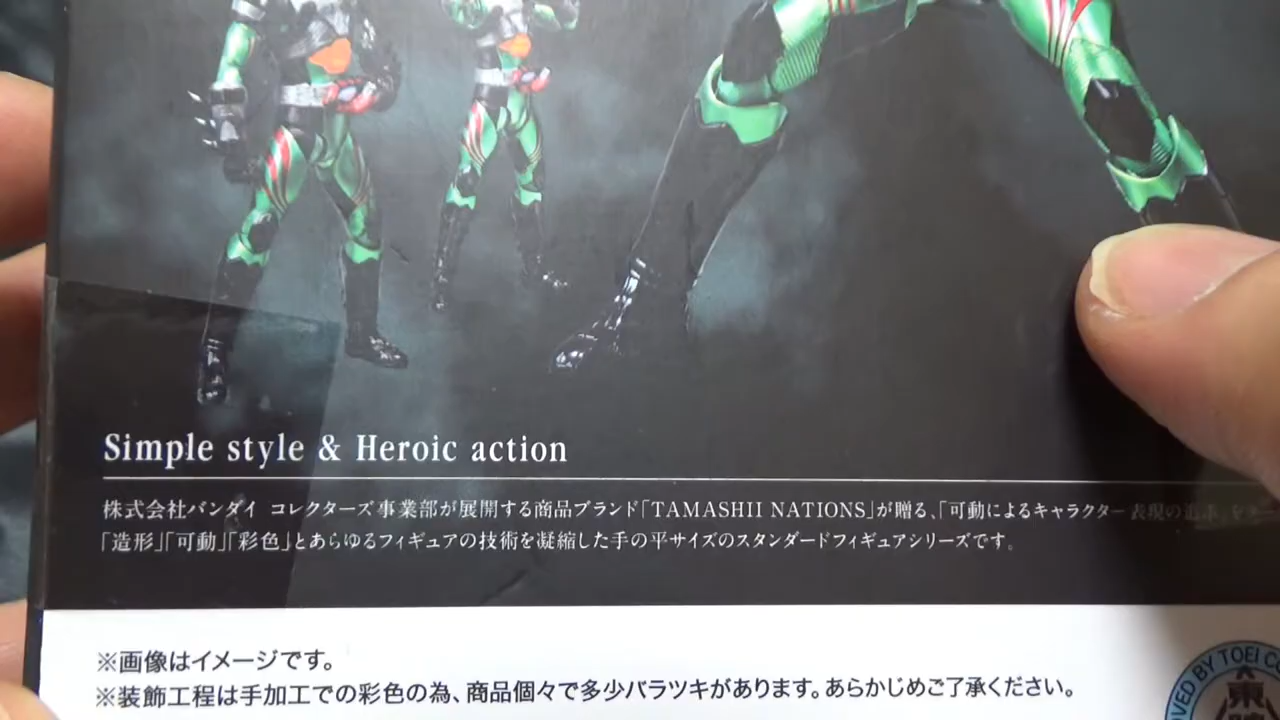 Simple style & Heroic action
株式会社バンダイ コレクターズ事業部が展開する商品ブランド「TAMASHII NATIONS」が贈る、「可動によるキャラクター表現の追求」を
「造形」「可動」「彩色」とあらゆるフィギュアの技術を凝縮した手の平サイズのスタンダードフィギュアシリーズです。
※画像はイメージです。
※装飾工程は手加工での彩色の為、商品個々で多少バラツキがあります。あらかじめご了承ください。
BY TOEI
東